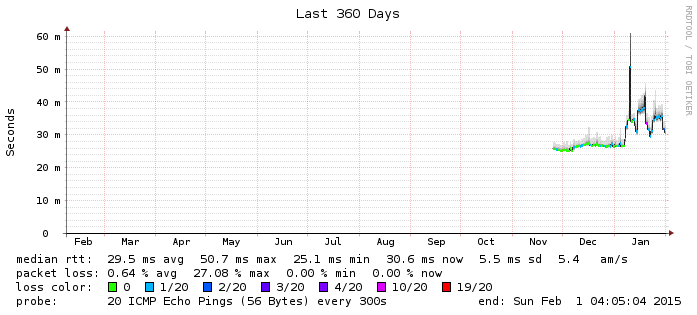 Last 360 Days
RRDTOOL / TOBI OETIKER
Seconds
60 m
50 m
40 m
30 m
20 m
10 m
0
Feb Mar Apr May Jun Jul Aug Sep Oct Nov Dec Jan
median rtt: 29.5 ms avg 50.7 ms max 25.1 ms min 30.6 ms now 5.5 ms sd 5.4 am/s
packet loss: 0.64 % avg 27.08 % max 0.00 % min 0.00 % now
loss color: 0 1/20 2/20 3/20 4/20 10/20 19/20
probe: 20 ICMP Echo Pings (56 Bytes) every 300s end: Sun Feb 1 04:05:04 2015